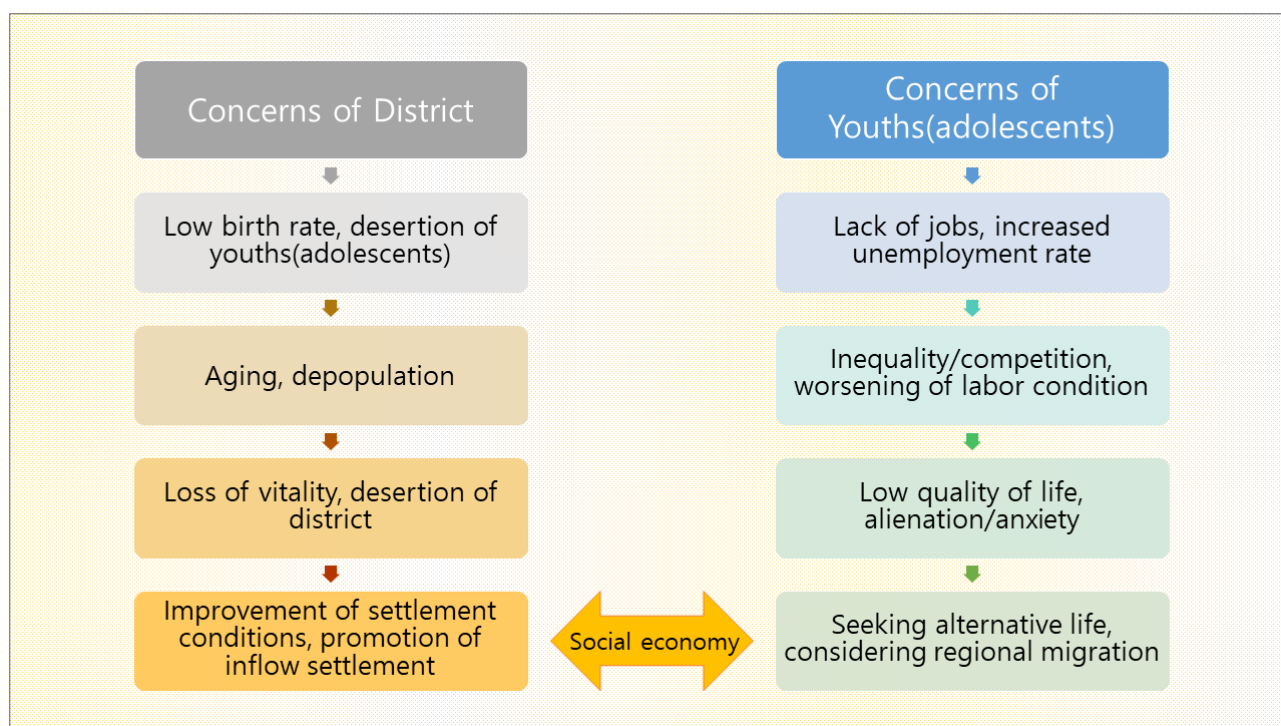 Concerns of District
Low birth rate, desertion of
youths(adolescents)
Aging, depopulation
Loss of vitality, desertion of
district
Improvement of settlement
conditions, promotion of
inflow settlement
Social economy
Concerns of
Youths(adolescents)
Lack of jobs, increased
unemployment rate
Inequality/competition,
worsening of labor condition
Low quality of life,
alienation/anxiety
Seeking alternative life,
considering regional migration